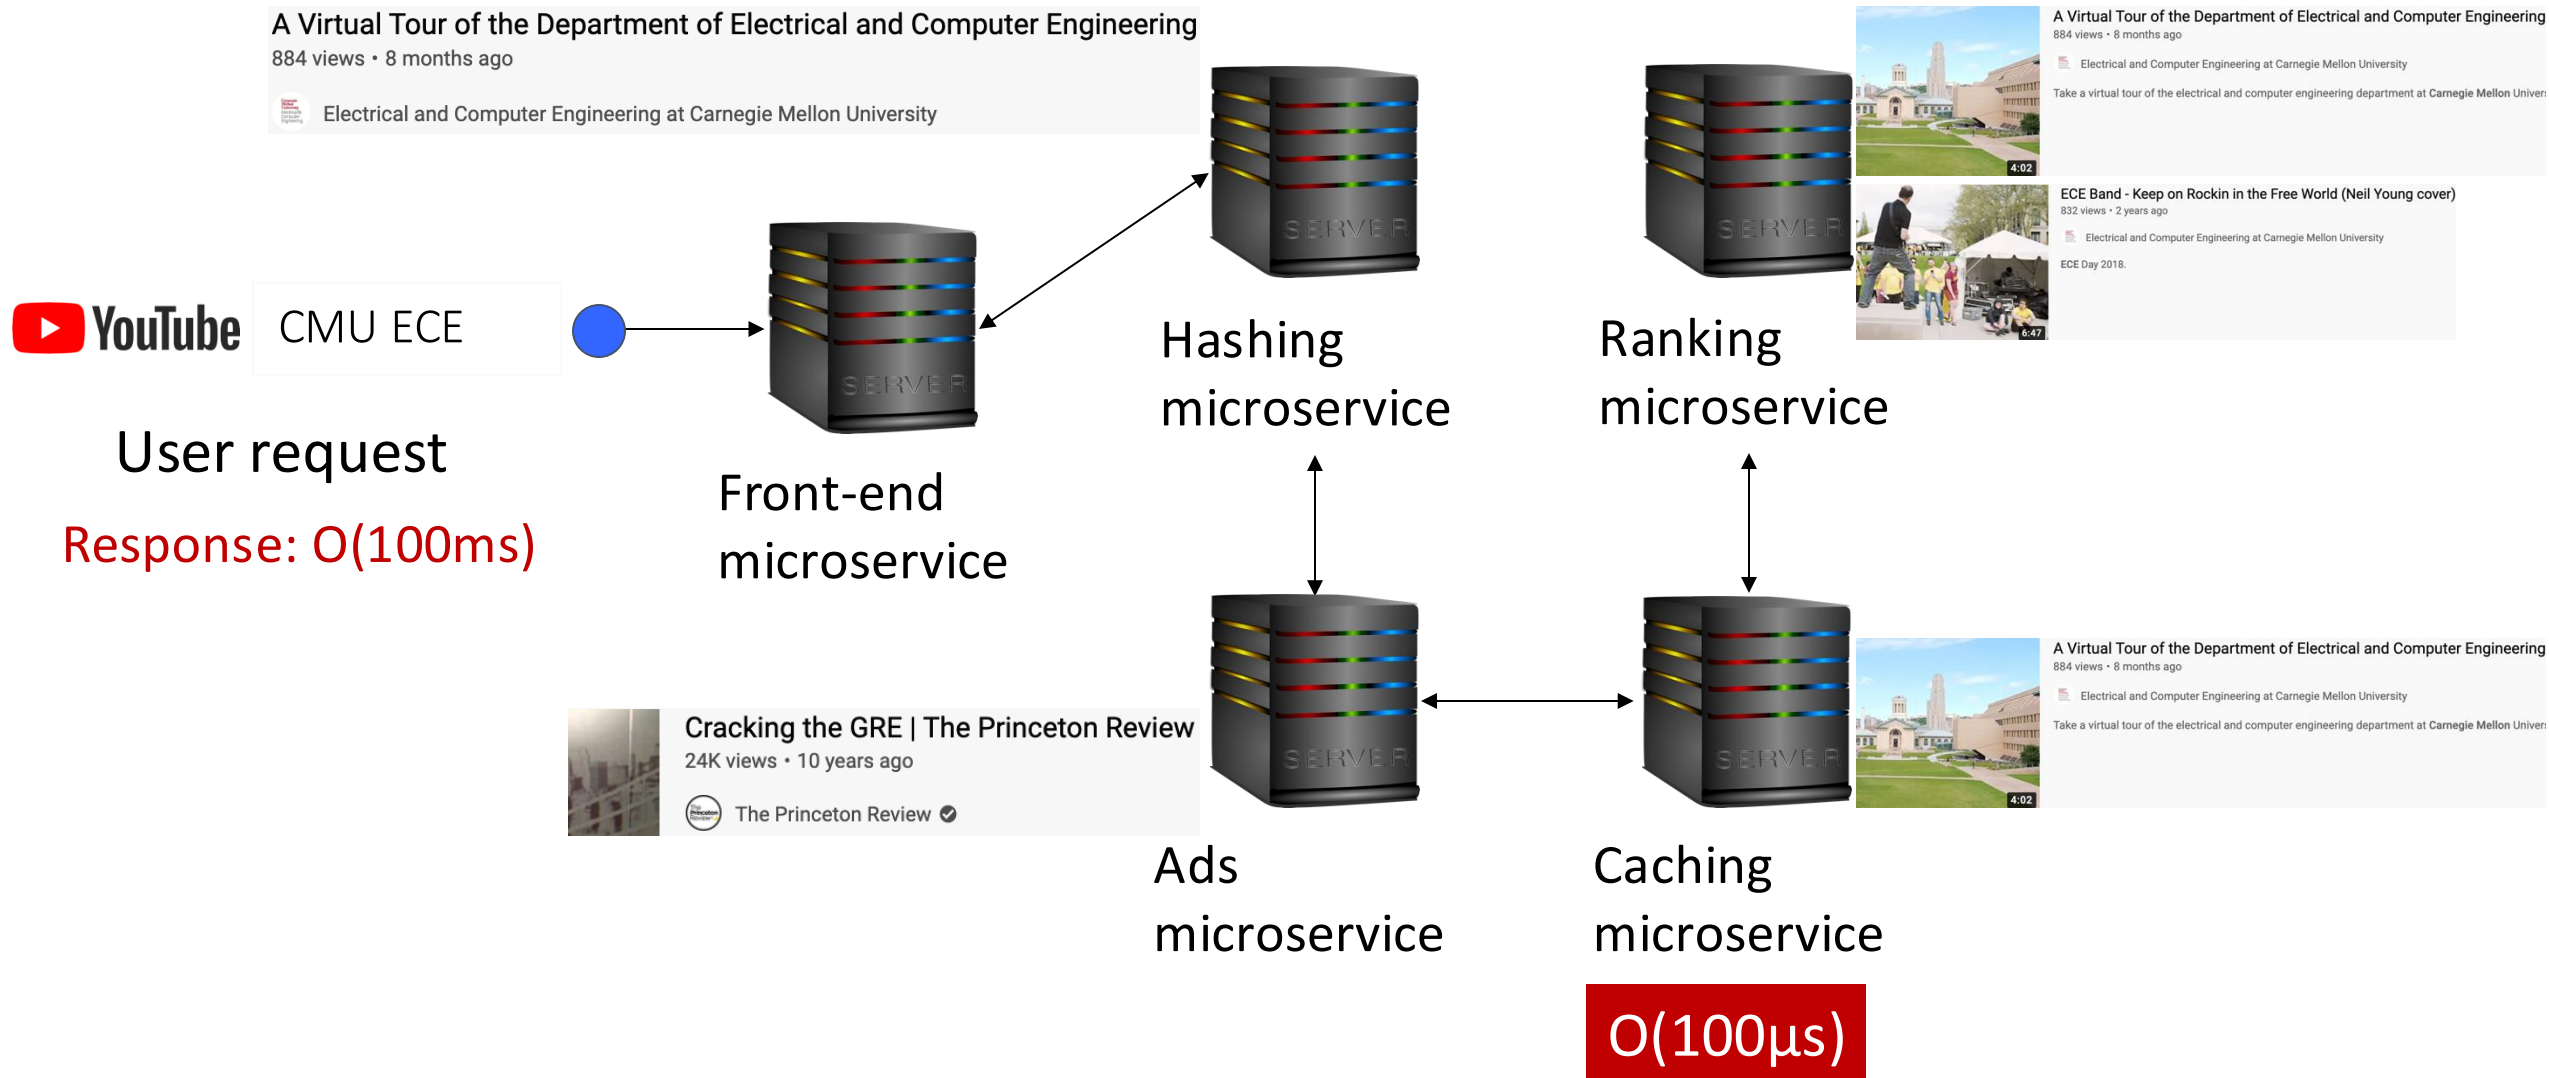 A Virtual Tour of the Department of Electrical and Computer Engineering
884 views • 8 months ago
Electrical and Computer Engineering at Carnegie Mellon University
YouTube
CMU ECE
User request
Response: O(100ms)
SERVER
Front-end
microservice
SERVER
Hashing
microservice
SERVER
Ranking
microservice
A Virtual Tour of the Department of Electrical and Computer Engineering
884 views • 8 months ago
Electrical and Computer Engineering at Carnegie Mellon University
Take a virtual tour of the electrical and computer engineering department at Carnegie Mellon Univer
4:02
ECE Band - Keep on Rockin in the Free World (Neil Young cover)
832 views • 2 years ago
Electrical and Computer Engineering at Carnegie Mellon University
ECE Day 2018.
6:47
Cracking the GRE | The Princeton Review
24K views • 10 years ago
The Princeton Review
The Princeton Review
SERVER
Ads
microservice
SERVER
Caching
microservice
O(100µs)
A Virtual Tour of the Department of Electrical and Computer Engineering
884 views • 8 months ago
Electrical and Computer Engineering at Carnegie Mellon University
Take a virtual tour of the electrical and computer engineering department at Carnegie Mellon Univer
4:02